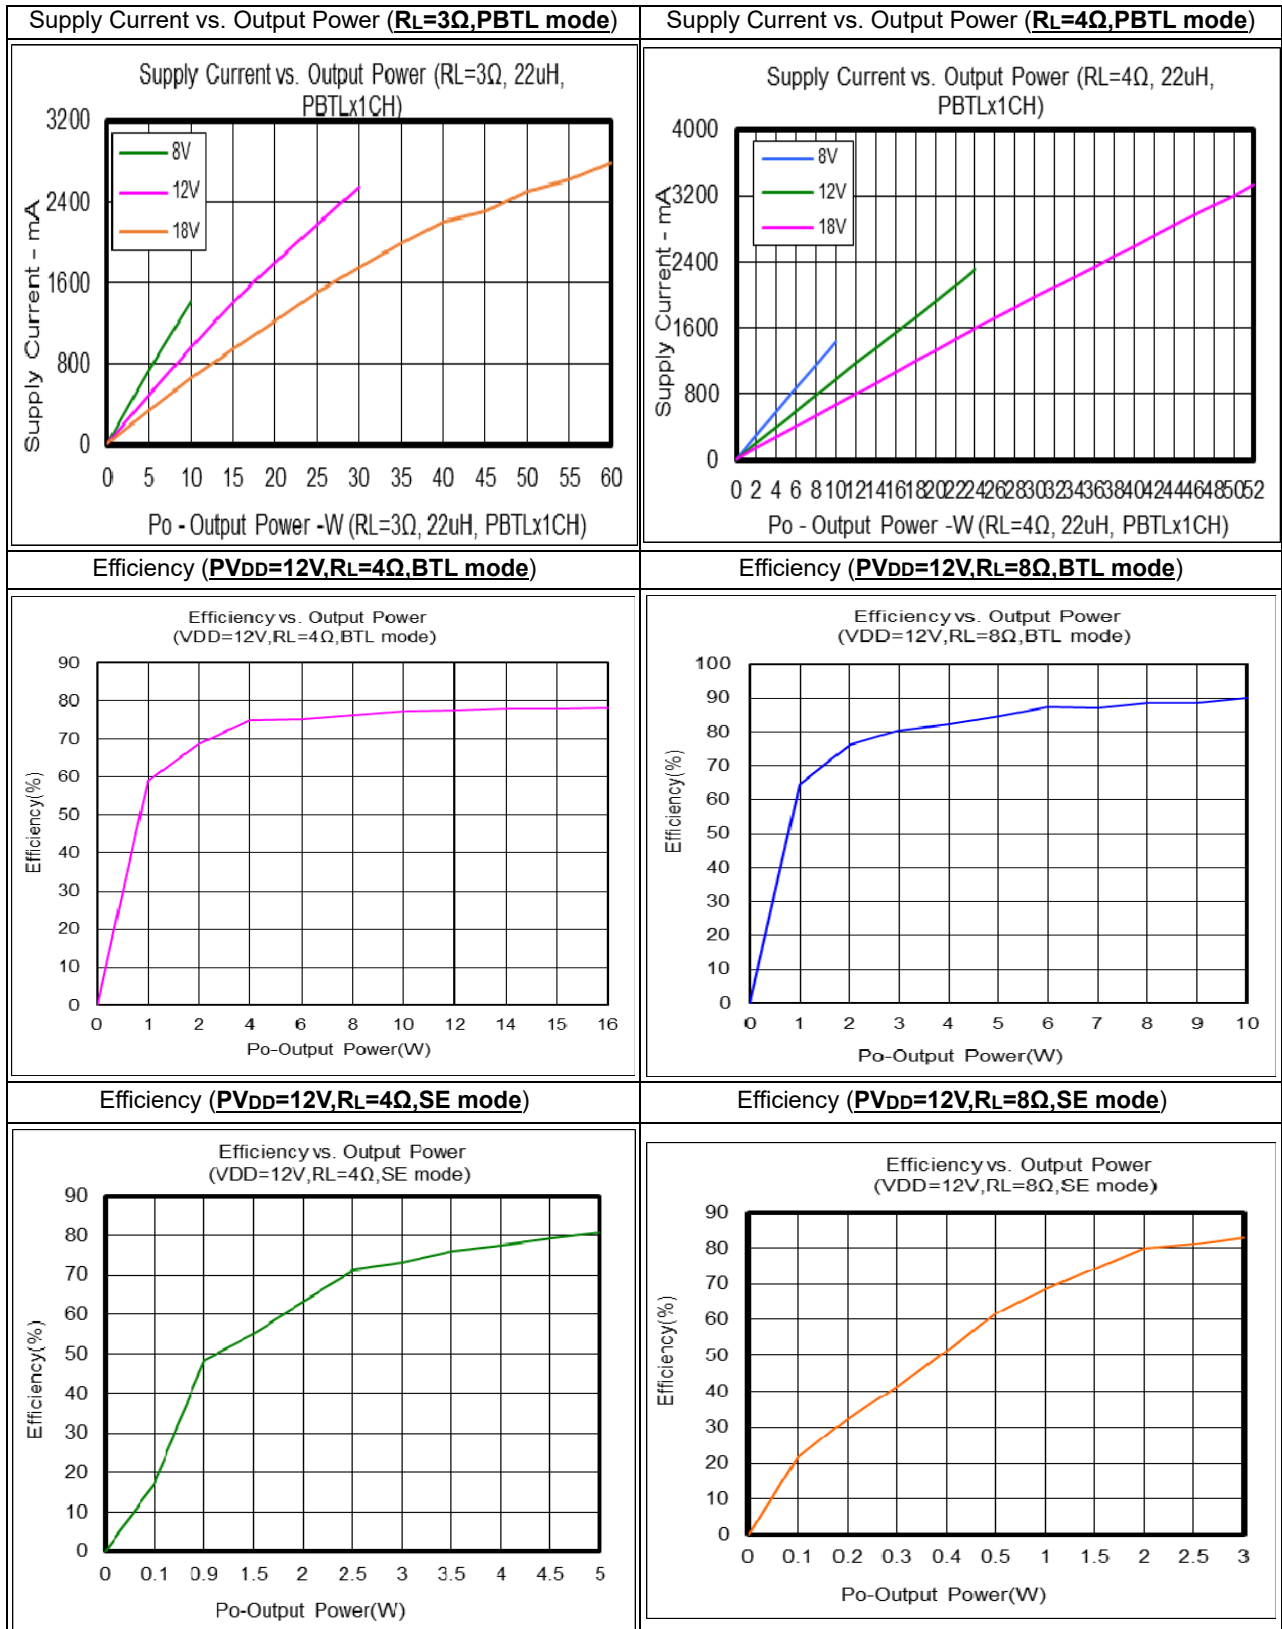 Supply Current vs. Output Power (RL=3Ω,PBTL mode)
Supply Current vs. Output Power (RL=4Ω,PBTL mode)
Supply Current vs. Output Power (RL=3Ω, 22uH,
PBTLx1CH)
3200
2400
1600
800
0
8V
12V
18V
Supply Current - mA
0 5 10 15 20 25 30 35 40 45 50 55 60
Po - Output Power -W (RL=3Ω, 22uH, PBTLx1CH)
Supply Current vs. Output Power (RL=4Ω, 22uH,
PBTLx1CH)
4000
3200
2400
1600
800
0
8V
12V
18V
Supply Current - mA
0 2 4 6 8 10 12 14 16 18 20 22 24 26 28 30 32 34 36 38 40 42 44 46 48 50 52
Po - Output Power -W (RL=4Ω, 22uH, PBTLx1CH)
Efficiency (PVDD=12V,RL=4Ω,BTL mode)
Efficiency (PVDD=12V,RL=8Ω,BTL mode)
Efficiency vs. Output Power
(VDD=12V,RL=4Ω,BTL mode)
90
80
70
60
50
40
30
20
10
0
Efficiency(%)
0 1 2 4 6 8 10 12 14 15 16
Po-Output Power(W)
Efficiency vs. Output Power
(VDD=12V,RL=8Ω,BTL mode)
100
90
80
70
60
50
40
30
20
10
0
Efficiency(%)
0 1 2 3 4 5 6 7 8 9 10
Po-Output Power(W)
Efficiency (PVDD=12V,RL=4Ω,SE mode)
Efficiency (PVDD=12V,RL=8Ω,SE mode)
Efficiency vs. Output Power
(VDD=12V,RL=4Ω,SE mode)
90
80
70
60
50
40
30
20
10
0
Efficiency(%)
0 0.1 0.9 1.5 2 2.5 3 3.5 4 4.5 5
Po-Output Power(W)
Efficiency vs. Output Power
(VDD=12V,RL=8Ω,SE mode)
90
80
70
60
50
40
30
20
10
0
Efficiency(%)
0 0.1 0.2 0.3 0.4 0.5 1 1.5 2 2.5 3
Po-Output Power(W)